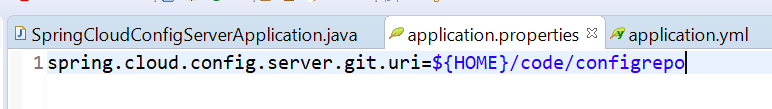 SpringCloudConfigServerApplication.java application.properties application.yml
1 spring.cloud.config.server.git.uri=${HOME}/code/configrepo